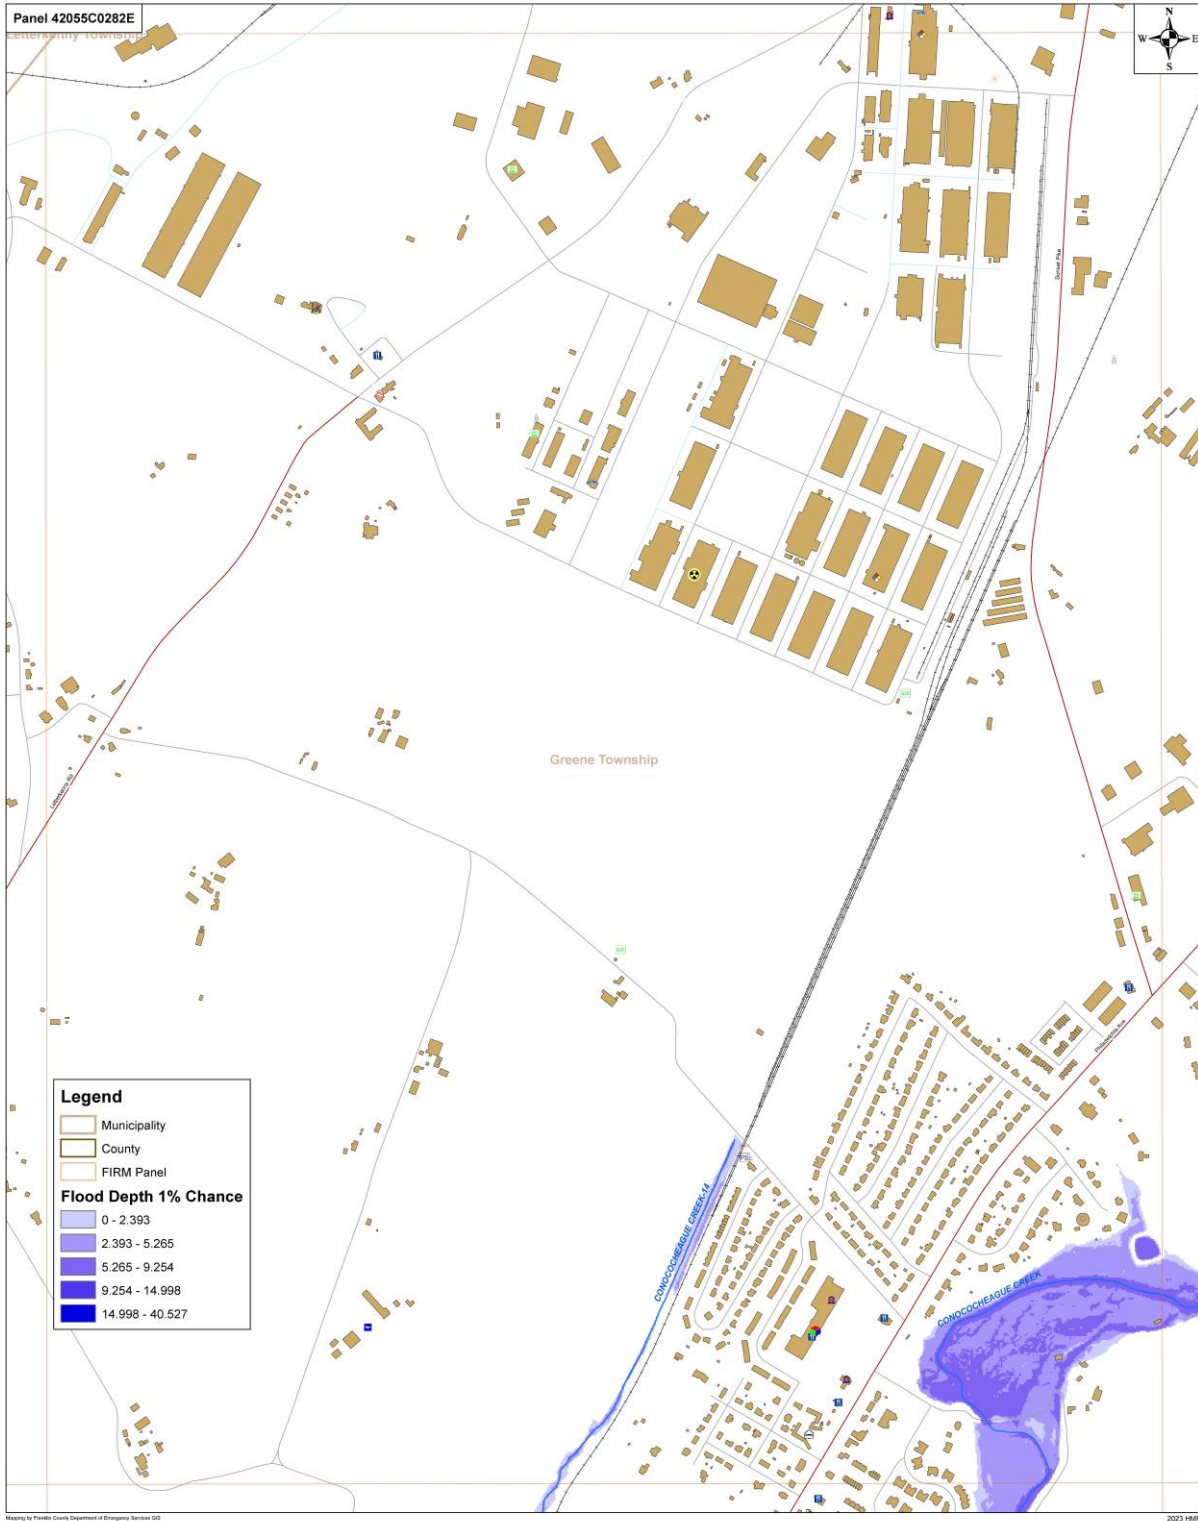 Panel 42055C0282E
Letterkenny Township
N
W E
S
Sunset Pike
Greene Township
Letterkenny Rd
Philadelphia Ave
CONOCOCHEAGUE CREEK-14
CONOCOCHEAGUE CREEK
Legend
Municipality
County
FIRM Panel
Flood Depth 1% Chance
0 - 2.393
2.393 - 5.265
5.265 - 9.254
9.254 - 14.998
14.998 - 40.527
Mapping by Franklin County Department of Emergency Services GIS